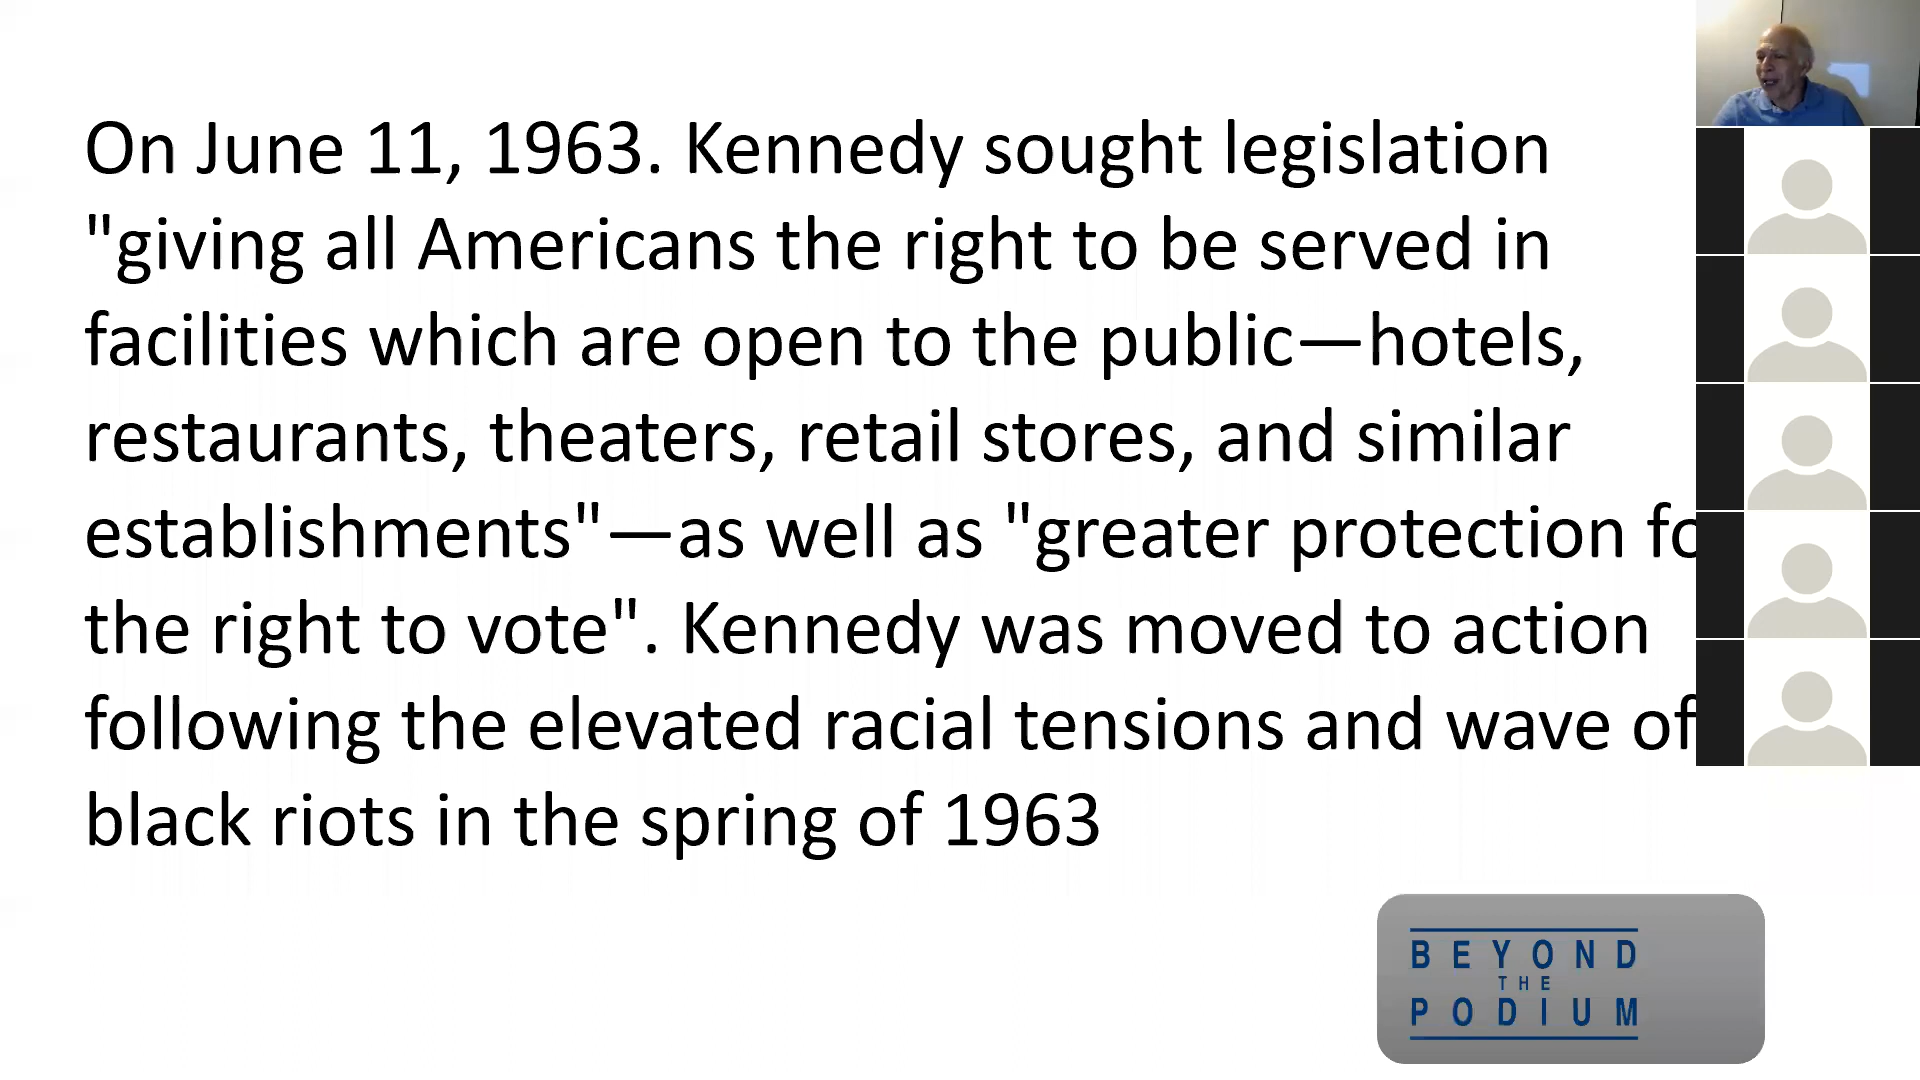 On June 11, 1963. Kennedy sought legislation
"giving all Americans the right to be served in
facilities which are open to the public—hotels,
restaurants, theaters, retail stores, and similar
establishments"—as well as "greater protection fo
the right to vote". Kennedy was moved to action
following the elevated racial tensions and wave of
black riots in the spring of 1963
BEYOND
THE
PODIUM